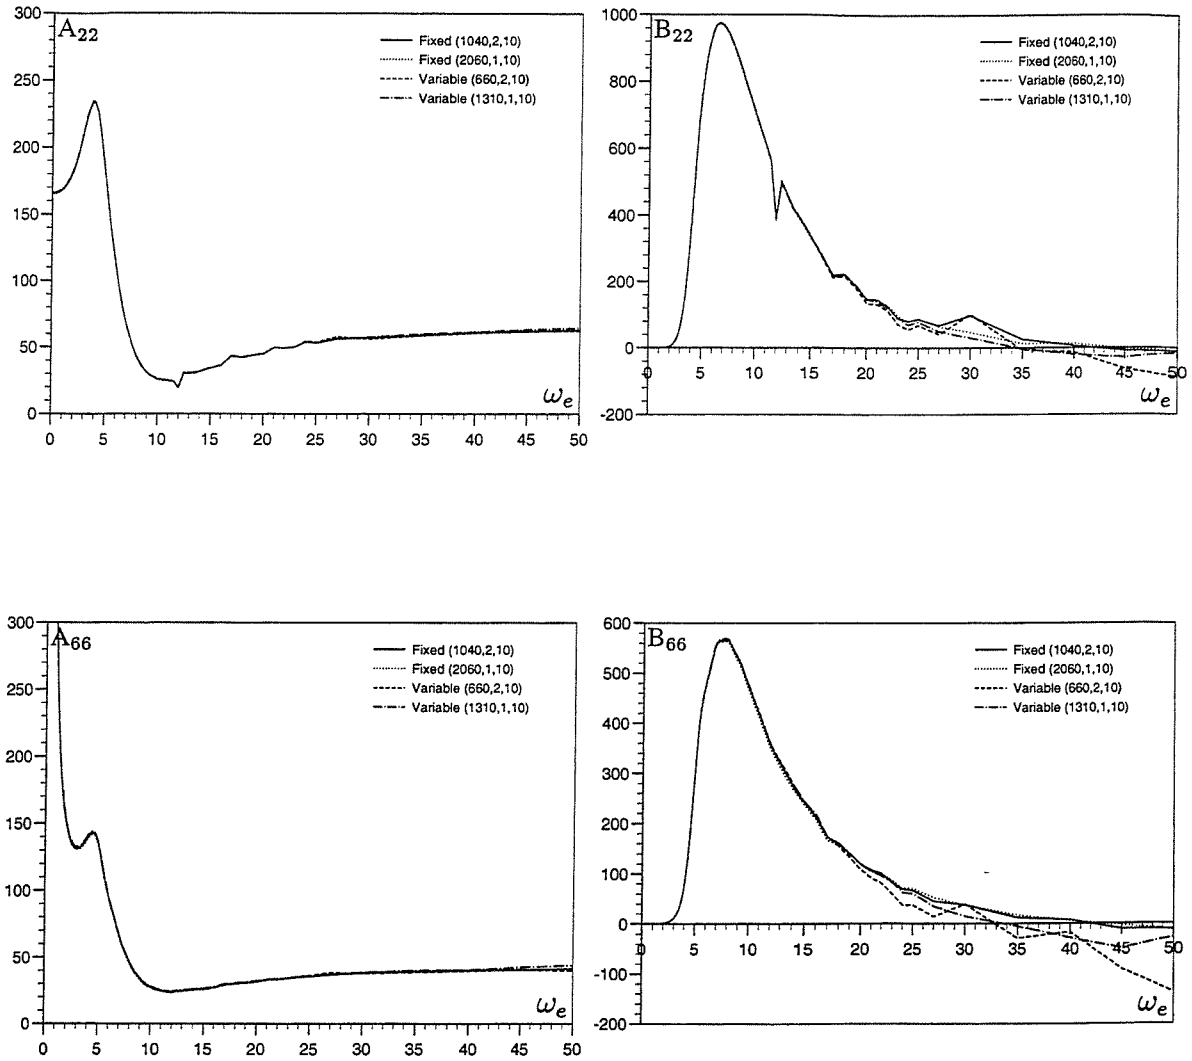 A22
Fixed (1040,2,10)
Fixed (2060,1,10)
Variable (660,2,10)
Variable (1310,1,10)
300
250
200
150
100
50
0
0 5 10 15 20 25 30 35 40 45 50
ωe
B22
Fixed (1040,2,10)
Fixed (2060,1,10)
Variable (660,2,10)
Variable (1310,1,10)
1000
800
600
400
200
0
-200
0 5 10 15 20 25 30 35 40 45 50
ωe
A66
Fixed (1040,2,10)
Fixed (2060,1,10)
Variable (660,2,10)
Variable (1310,1,10)
300
250
200
150
100
50
0
0 5 10 15 20 25 30 35 40 45 50
ωe
B66
Fixed (1040,2,10)
Fixed (2060,1,10)
Variable (660,2,10)
Variable (1310,1,10)
600
500
400
300
200
100
0
-100
-200
0 5 10 15 20 25 30 35 40 45 50
ωe